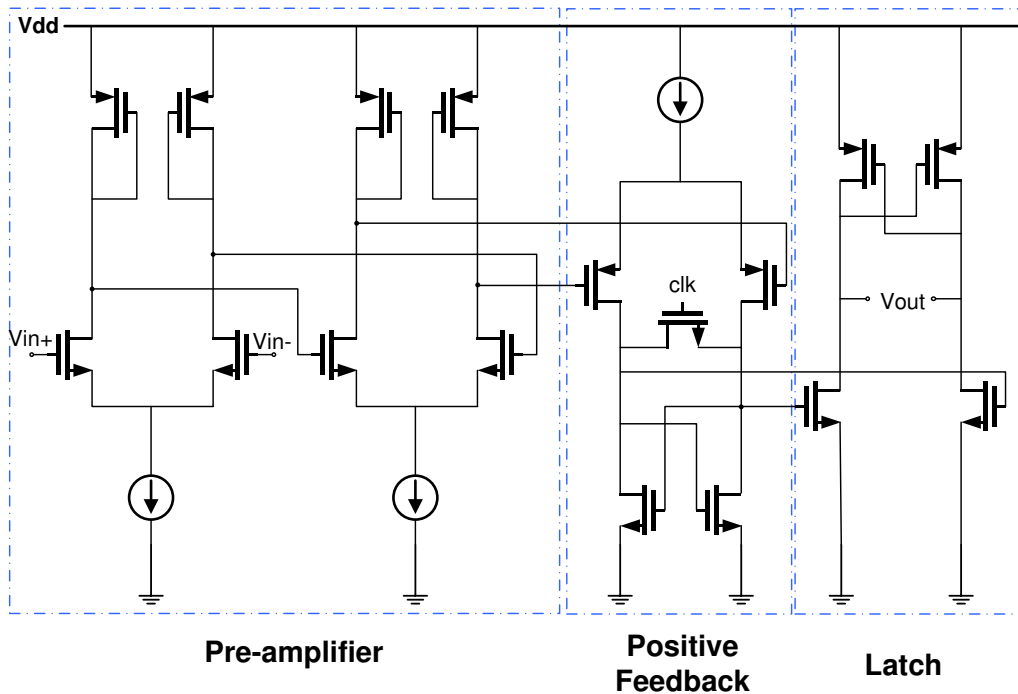 Vdd
clk
Vout
Vin+
Vin-
Pre-amplifier
Positive
Feedback
Latch